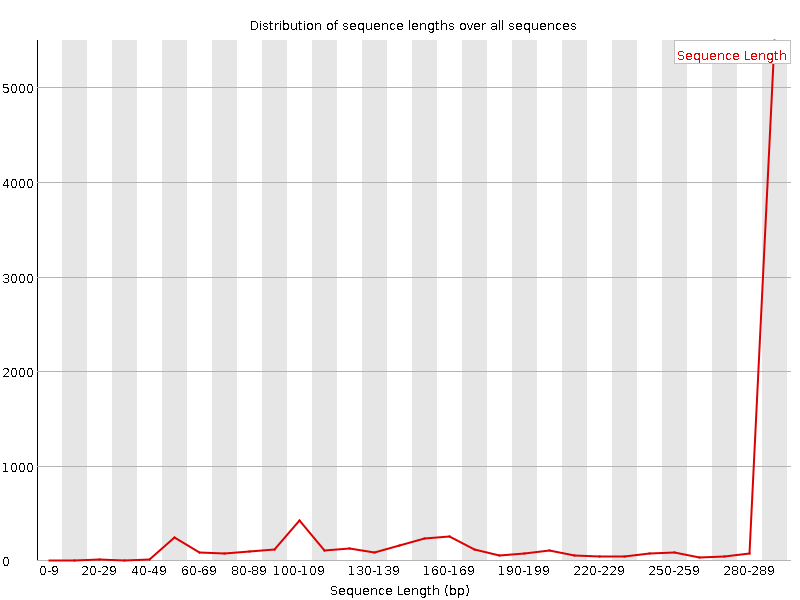 Distribution of sequence lengths over all sequences
Sequence Length
5000
4000
3000
2000
1000
0
0-9 20-29 40-49 60-69 80-89 100-109 130-139 160-169 190-199 220-229 250-259 280-289
Sequence Length (bp)